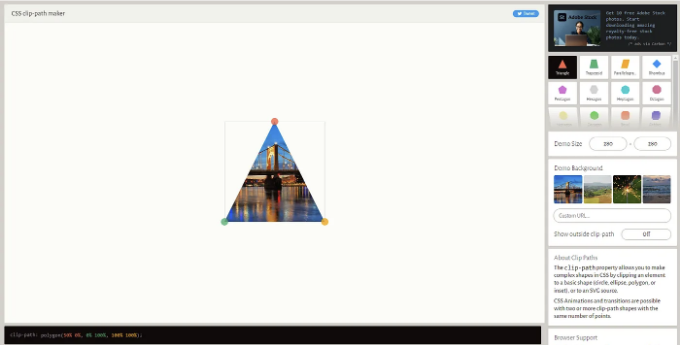 CSS clip-path maker
Tweet
Adobe Stock
Get 10 free Adobe Stock
photos. Start
downloading amazing
royalty-free stock
photos today.
Triangle
Trapezoid
Parallelogram
Rhombus
Pentagon
Hexagon
Heptagon
Octagon
Demo Size
280
×
280
Demo Background
Custom URL...
Show outside clip-path
Off
About Clip Paths
The clip-path property allows you to make
complex shapes in CSS by clipping an element
to a basic shape (circle, ellipse, polygon, or
inset), or to an SVG source.
CSS Animations and transitions are possible
with two or more clip-path shapes with the
same number of points.
Browser Support
clip-path: polygon(50% 0%, 0% 100%, 100% 100%);